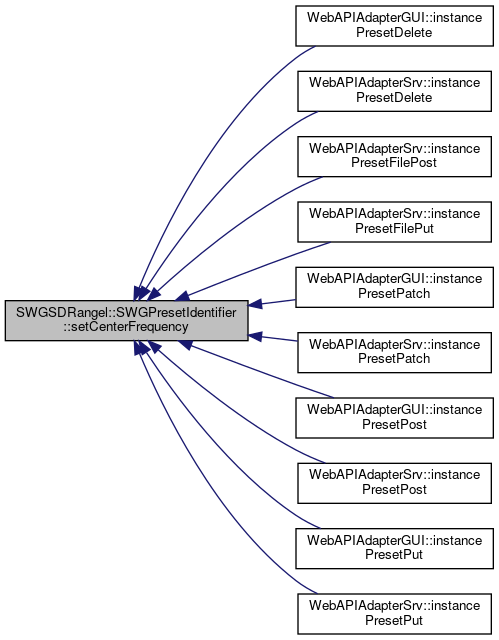 WebAPIAdapterGUI::instance
PresetDelete
WebAPIAdapterSrv::instance
PresetDelete
WebAPIAdapterSrv::instance
PresetFilePost
WebAPIAdapterSrv::instance
PresetFilePut
WebAPIAdapterGUI::instance
PresetPatch
SWGSDRangel::SWGPresetIdentifier
::setCenterFrequency
WebAPIAdapterSrv::instance
PresetPatch
WebAPIAdapterGUI::instance
PresetPost
WebAPIAdapterSrv::instance
PresetPost
WebAPIAdapterGUI::instance
PresetPut
WebAPIAdapterSrv::instance
PresetPut